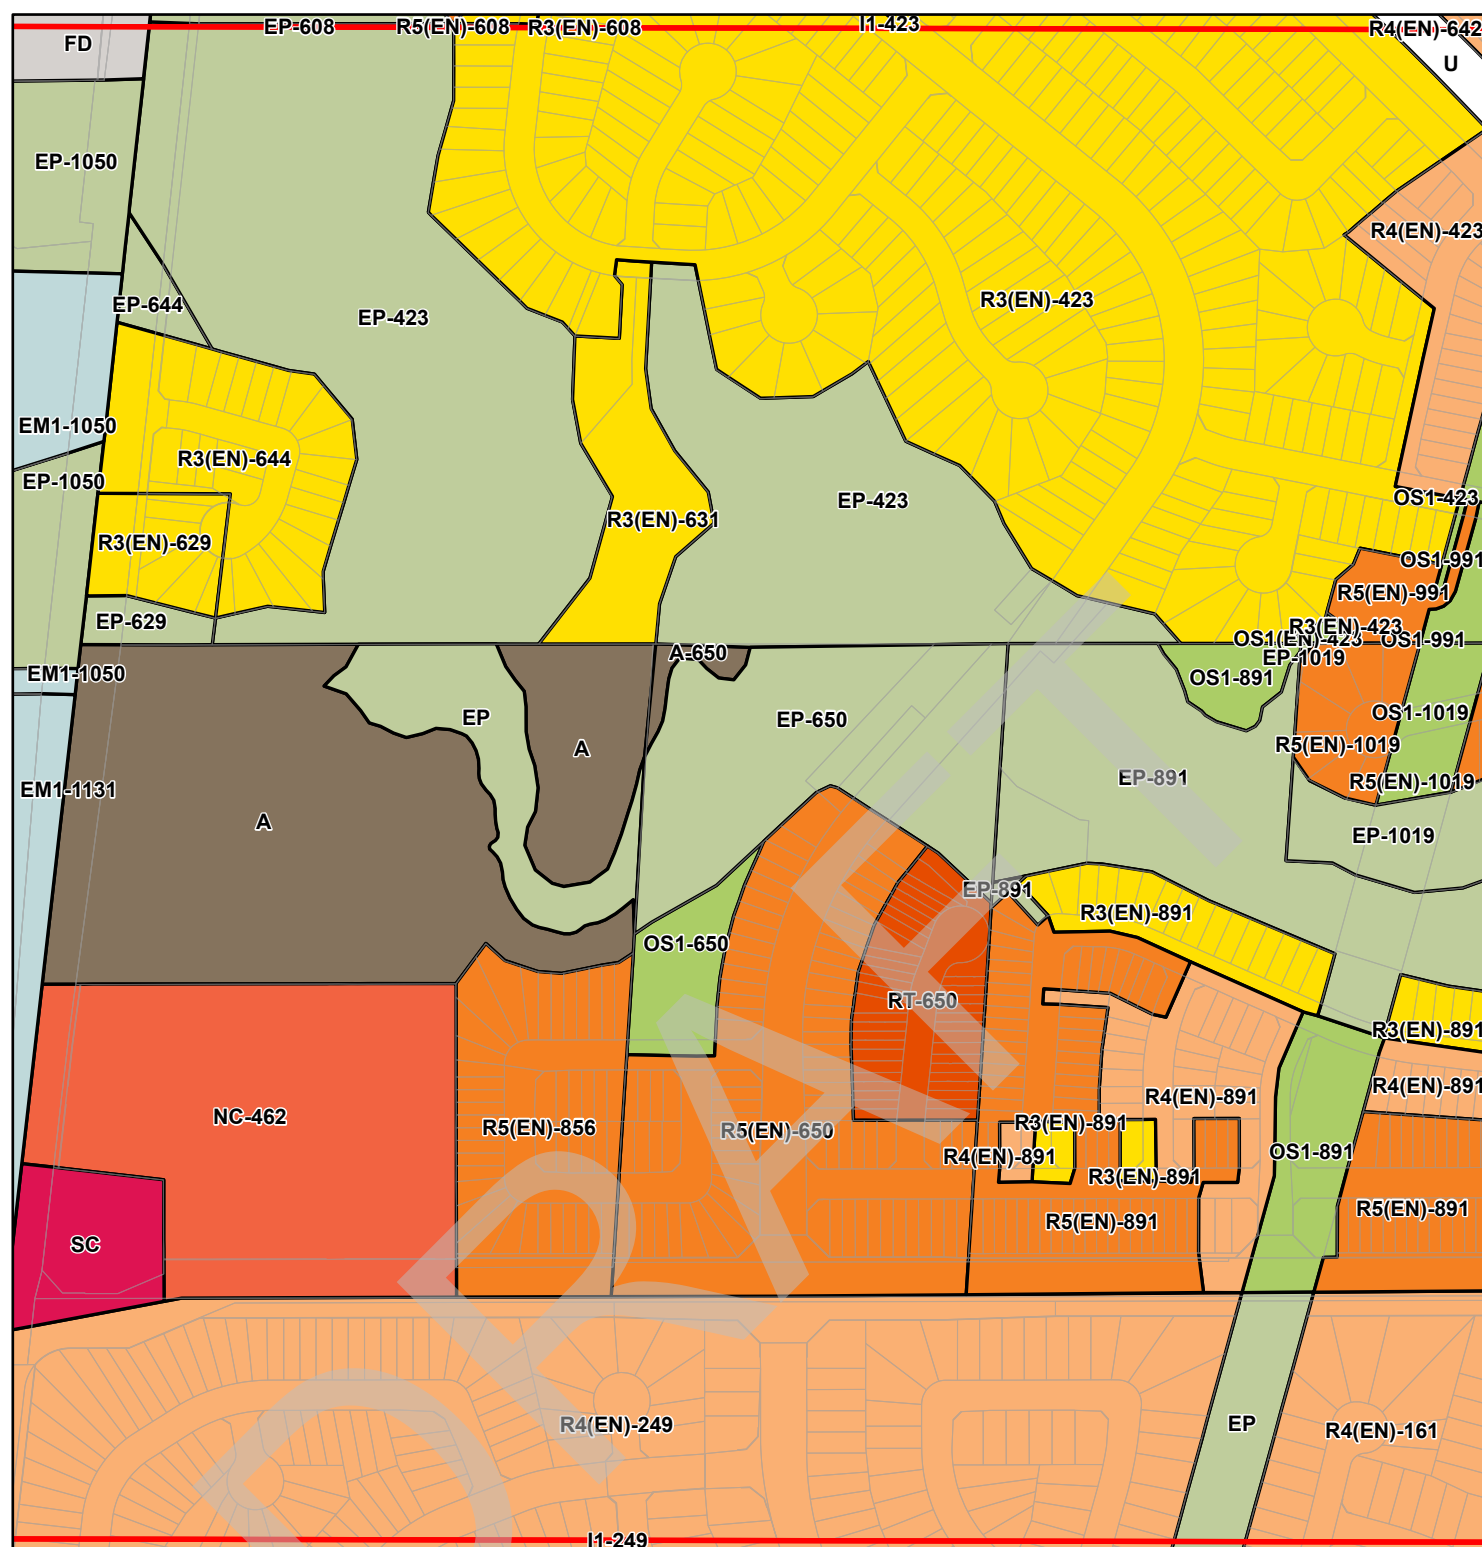 EP-608
R5(EN)-608
R3(EN)-608
I1-423
R4(EN)-642
FD
U
EP-1050
R4(EN)-423
R3(EN)-423
EP-644
EP-423
EM1-1050
R3(EN)-644
EP-1050
EP-423
OS1-423
R3(EN)-631
R3(EN)-629
OS1-991
R5(EN)-991
EP-629
R3(EN)-423
OS1(EN)-423
OS1-991
A-650
EP-1019
EM1-1050
OS1-891
EP
EP-650
OS1-1019
A
R5(EN)-1019
EP-891
R5(EN)-1019
EM1-1131
A
EP-1019
EP-891
R3(EN)-891
OS1-650
RT-650
R3(EN)-891
R4(EN)-891
R4(EN)-891
NC-462
R3(EN)-891
R5(EN)-856
R5(EN)-650
OS1-891
R4(EN)-891
R3(EN)-891
R5(EN)-891
R5(EN)-891
SC
EP
R4(EN)-249
R4(EN)-161
I1-249
DRAFT